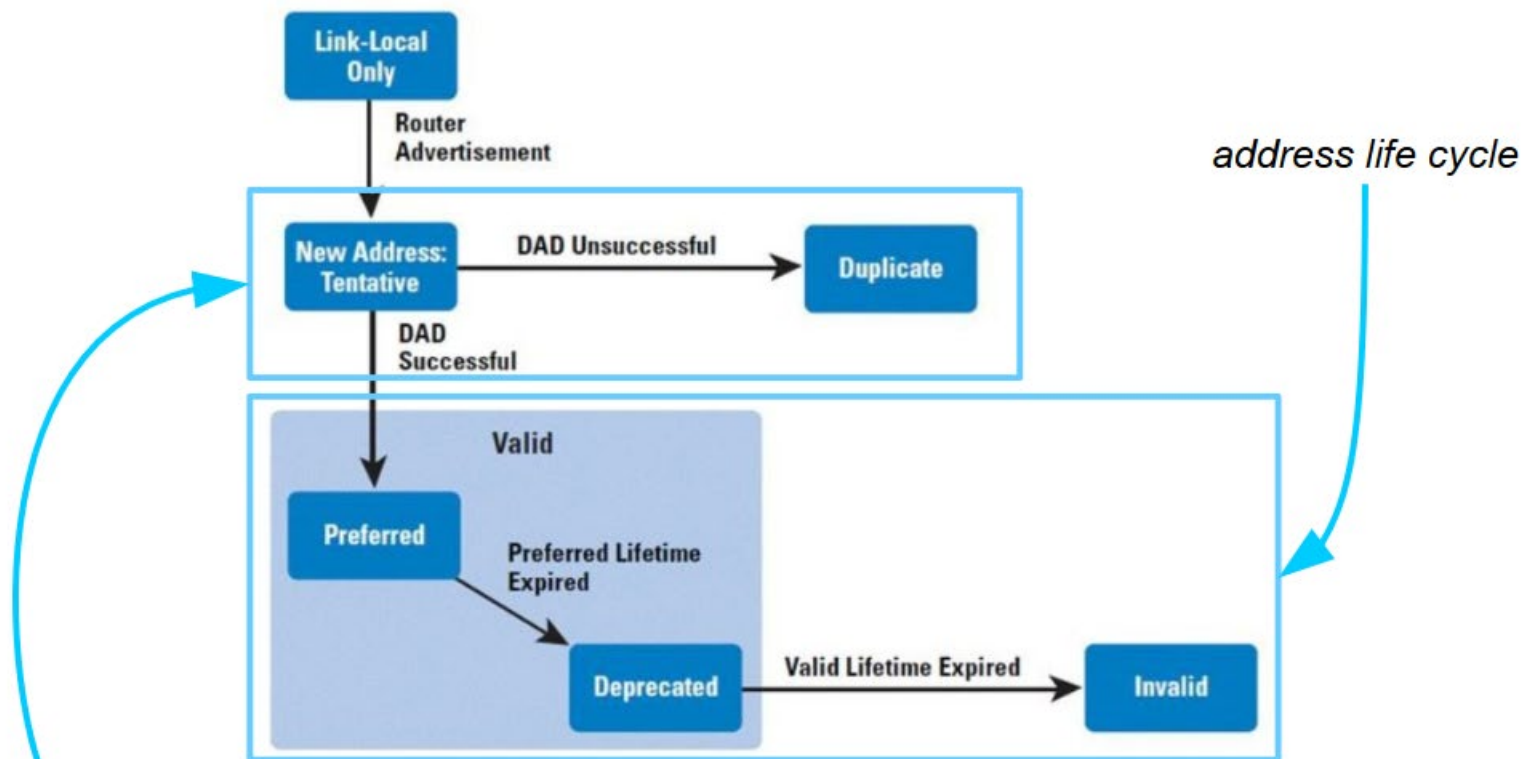 Link-Local
Only
Router
Advertisement
address life cycle
New Address:
Tentative
DAD Unsuccessful
Duplicate
DAD
Successful
Valid
Preferred
Preferred Lifetime
Expired
Deprecated
Valid Lifetime Expired
Invalid